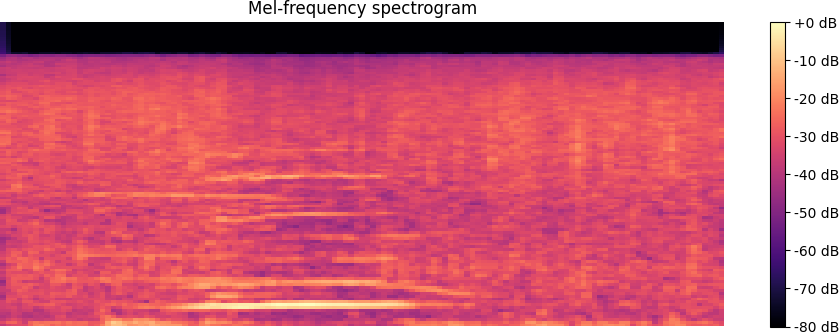 Mel-frequency spectrogram
+0 dB
-10 dB
-20 dB
-30 dB
-40 dB
-50 dB
-60 dB
-70 dB
-80 dB